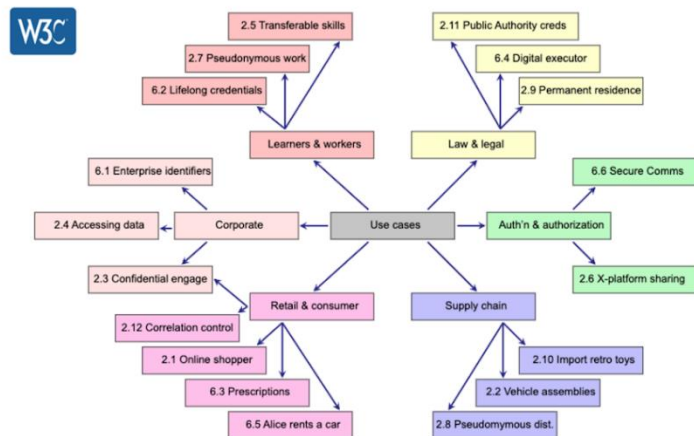 W3C
2.5 Transferable skills
2.11 Public Authority creds
2.7 Pseudonymous work
6.4 Digital executor
6.2 Lifelong credentials
2.9 Permanent residence
Learners & workers
Law & legal
6.1 Enterprise identifiers
6.6 Secure Comms
2.4 Accessing data
Corporate
Use cases
Auth'n & authorization
2.3 Confidential engage
2.6 X-platform sharing
Retail & consumer
Supply chain
2.12 Correlation control
2.1 Online shopper
2.10 Import retro toys
6.3 Prescriptions
2.2 Vehicle assemblies
6.5 Alice rents a car
2.8 Pseudomymous dist.